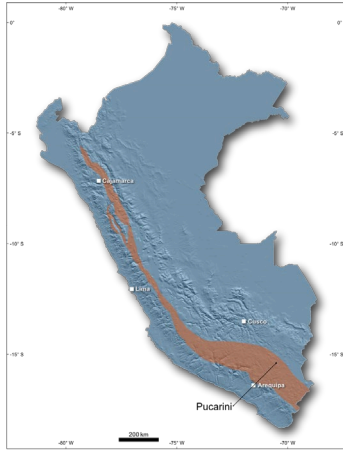 -80° W -75° W -70° W
0° 0°
-5° S -5° S
Cajamarca
-10° S -10° S
Lima
Cusco
-15° S -15° S
Arequipa
Pucarini
200 km
-80° W -75° W -70° W